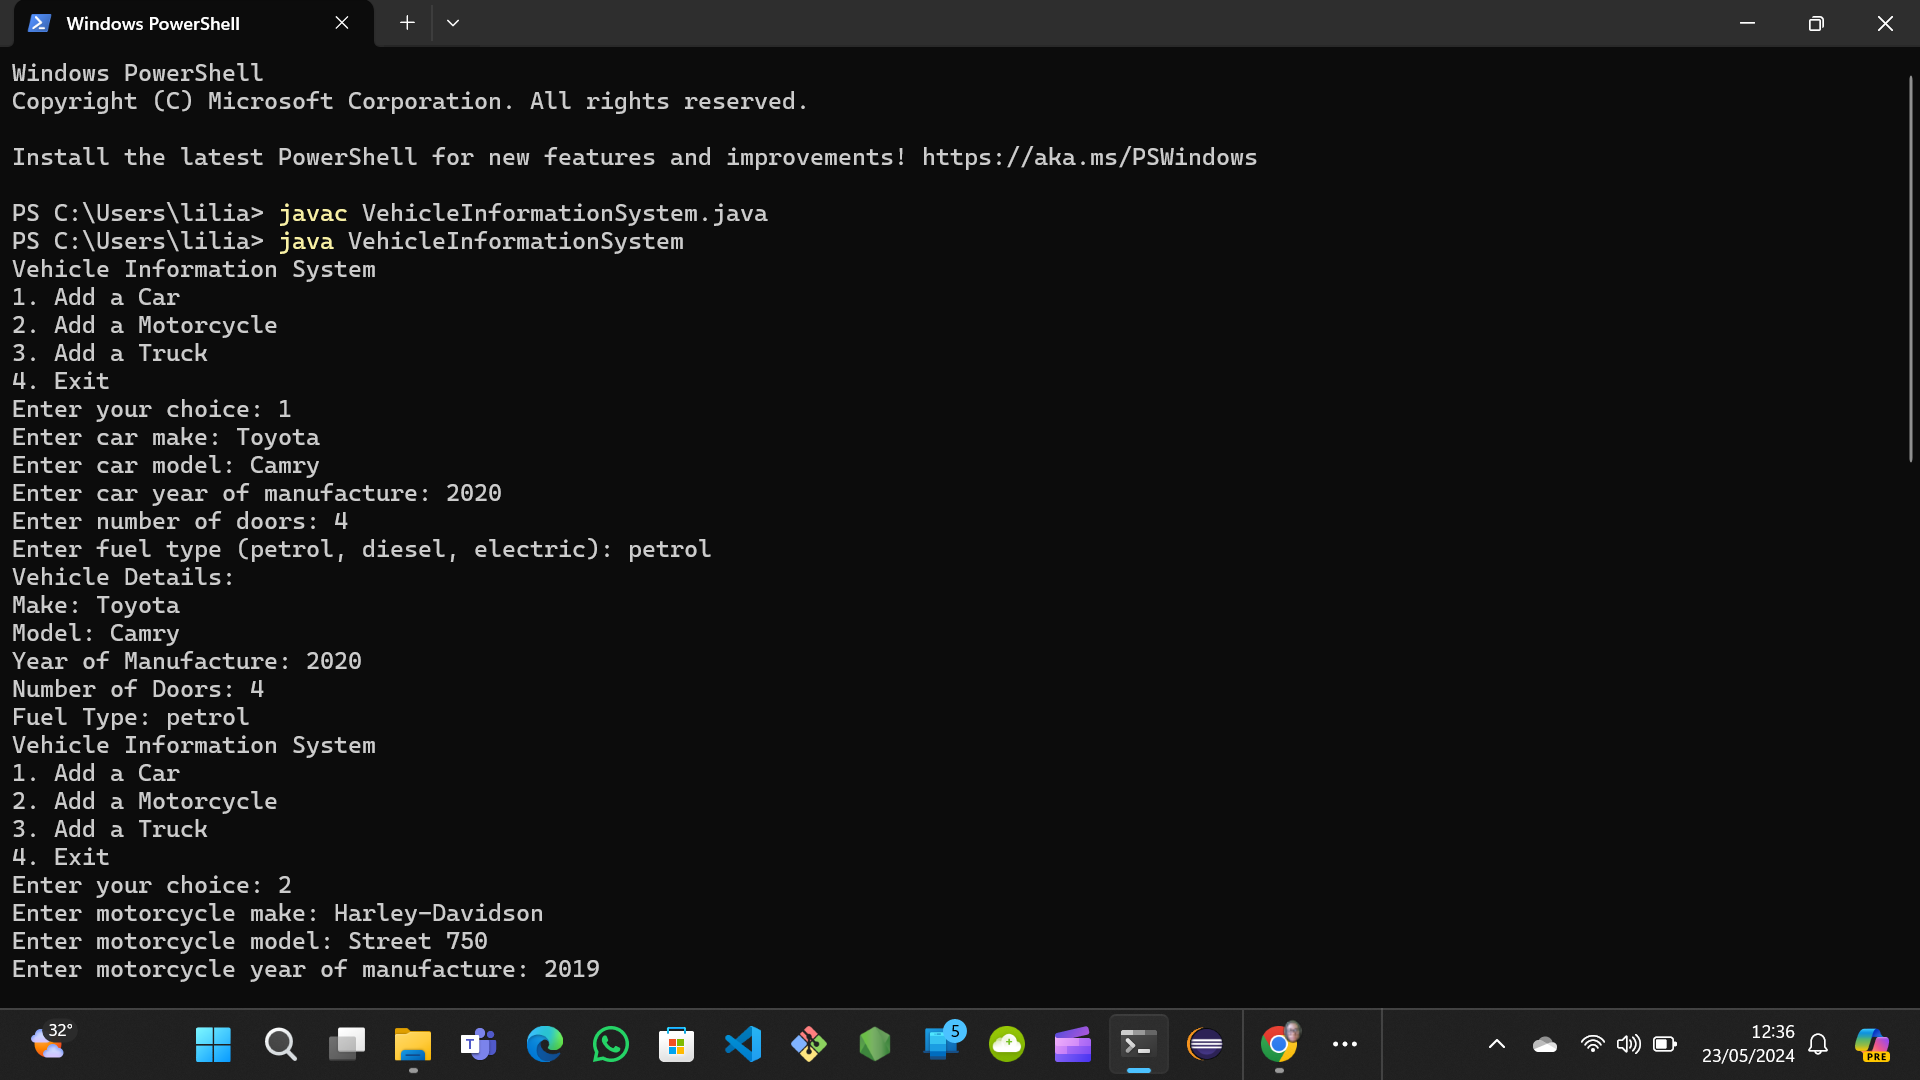 Windows PowerShell
Windows PowerShell
Copyright (C) Microsoft Corporation. All rights reserved.
Install the latest PowerShell for new features and improvements! https://aka.ms/PSWindows
PS C:\Users\lilia> javac VehicleInformationSystem.java
PS C:\Users\lilia> java VehicleInformationSystem
Vehicle Information System
1. Add a Car
2. Add a Motorcycle
3. Add a Truck
4. Exit
Enter your choice: 1
Enter car make: Toyota
Enter car model: Camry
Enter car year of manufacture: 2020
Enter number of doors: 4
Enter fuel type (petrol, diesel, electric): petrol
Vehicle Details:
Make: Toyota
Model: Camry
Year of Manufacture: 2020
Number of Doors: 4
Fuel Type: petrol
Vehicle Information System
1. Add a Car
2. Add a Motorcycle
3. Add a Truck
4. Exit
Enter your choice: 2
Enter motorcycle make: Harley-Davidson
Enter motorcycle model: Street 750
Enter motorcycle year of manufacture: 2019
32°
T
5
12:36
23/05/2024
PRE